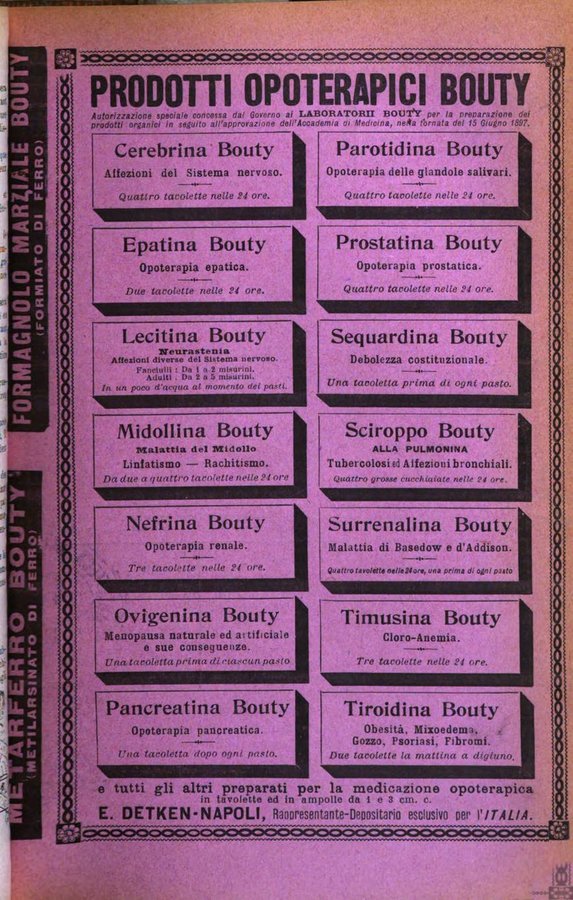 PRODOTTI OPOTERAPICI BOUTY
Autorizzazione speciale concessa dal Governo ai LABORATORII BOUTY per la preparazione dei
prodotti organici in seguito all'approvazione dell'Accademia di Medicina, nella tornata del 15 Giugno 1897.
Cerebrina Bouty
Affezioni del Sistema nervoso.
Quattro tavolette nelle 24 ore.
Parotidina Bouty
Opoterapia delle glandole salivari.
Quattro tavolette nelle 24 ore.
Epatina Bouty
Opoterapia epatica.
Due tavolette nelle 24 ore.
Prostatina Bouty
Opoterapia prostatica.
Quattro tavolette nelle 24 ore.
Lecitina Bouty
Neurastenia
Affezioni diverse del Sistema nervoso.
Fanciulli : Da 1 a 2 misurini.
Adulti : Da 2 a 5 misurini.
In un poco d'acqua al momento dei pasti.
Sequardina Bouty
Debolezza costituzionale.
Una tavoletta prima di ogni pasto.
Midollina Bouty
Malattia del Midollo
Linfatismo — Rachitismo.
Da due a quattro tavolette nelle 24 ore
Sciroppo Bouty
ALLA PULMONINA
Tubercolosi ed Affezioni bronchiali.
Quattro grosse cucchiaiate nelle 24 ore.
Nefrina Bouty
Opoterapia renale.
Tre tavolette nelle 24 ore.
Surrenalina Bouty
Malattia di Basedow e d'Addison.
Quattro tavolette nelle 24 ore, una prima di ogni pasto
Ovigenina Bouty
Menopausa naturale ed artificiale
e sue conseguenze.
Una tavoletta prima di ciascun pasto
Timusina Bouty
Cloro-Anemia.
Tre tavolette nelle 24 ore.
Pancreatina Bouty
Opoterapia pancreatica.
Una tavoletta dopo ogni pasto.
Tiroidina Bouty
Obesità, Mixoedema,
Gozzo, Psoriasi, Fibromi.
Due tavolette la mattina a digiuno.
e tutti gli altri preparati per la medicazione opoterapica
in tavolette ed in ampolle da 1 e 3 cm. c.
E. DETKEN-NAPOLI, Rappresentante-Depositario esclusivo per l'ITALIA.
FORMAGNOLO MARZIALE BOUTY
(FORMIATO DI FERRO)
METARFERRO BOUTY
(METILARSINATO DI FERRO)